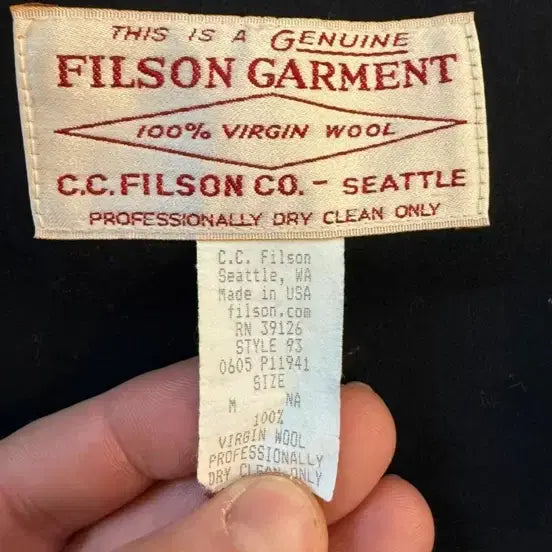 THIS IS A GENUINE
FILSON GARMENT
100% VIRGIN WOOL
C.C. FILSON CO. - SEATTLE
PROFESSIONALLY DRY CLEAN ONLY
C.C. Filson
Seattle, WA
Made in USA
filson.com
RN 39126
STYLE 93
0605 P11941
SIZE
M NA
100%
VIRGIN WOOL
PROFESSIONALLY
DRY CLEAN ONLY